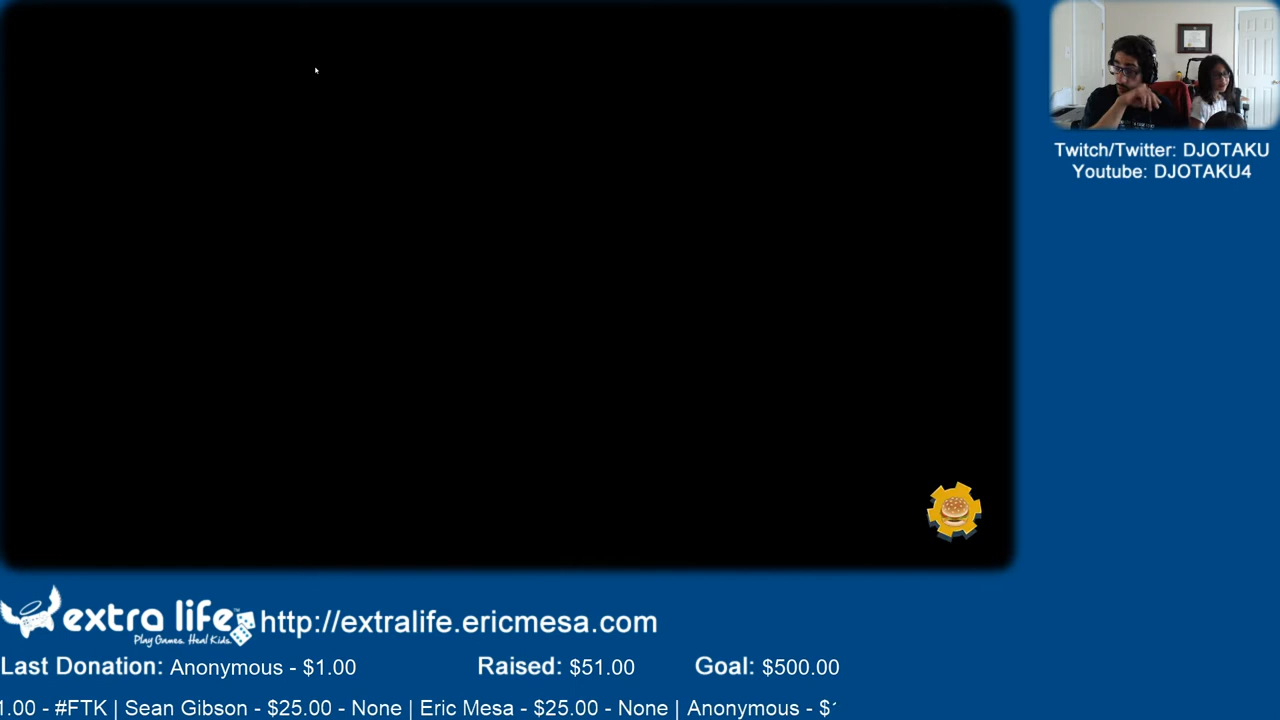 Twitch/Twitter: DJOTAKU
Youtube: DJOTAKU4
extra life
Play Games. Heal Kids.
http://extralife.ericmesa.com
Last Donation: Anonymous - $1.00
Raised: $51.00
Goal: $500.00
1.00 - #FTK | Sean Gibson - $25.00 - None | Eric Mesa - $25.00 - None | Anonymous - $